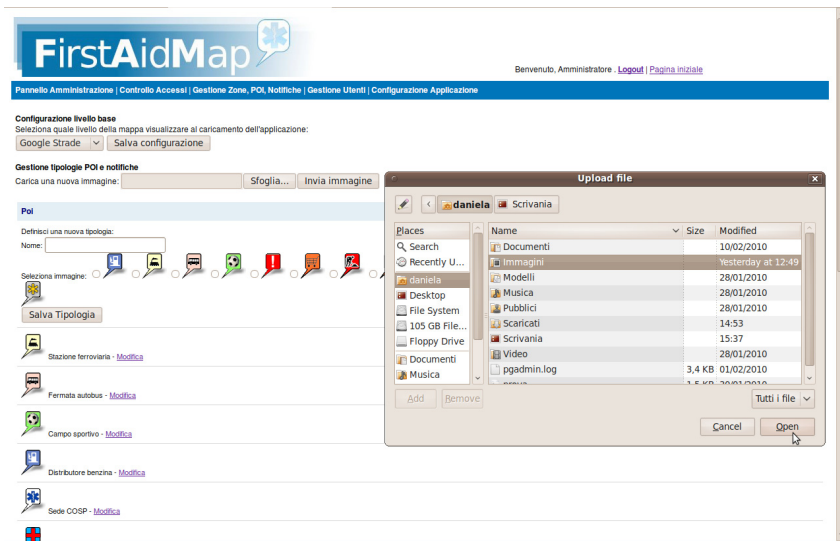 FirstAidMap
Benvenuto, Amministratore . Logout | Pagina iniziale
Pannello Amministrazione | Controllo Accessi | Gestione Zone, POI, Notifiche | Gestione Utenti | Configurazione Applicazione
Configurazione livello base
Seleziona quale livello della mappa visualizzare al caricamento dell'applicazione:
Google Strade
Salva configurazione
Gestione tipologie POI e notifiche
Carica una nuova immagine:
Sfoglia...
Invia immagine
PoI
Definisci una nuova tipologia:
Nome:
Seleziona immagine:
Salva Tipologia
Stazione ferroviaria - Modifica
Fermata autobus - Modifica
Campo sportivo - Modifica
Distributore benzina - Modifica
Sede COSP - Modifica
Upload file
daniela
Scrivania
Places
Search
Recently U...
daniela
Desktop
File System
105 GB File...
Floppy Drive
Documenti
Musica
Name Size Modified
Documenti 10/02/2010
Immagini Yesterday at 12:49
Modelli 28/01/2010
Musica 28/01/2010
Pubblici 28/01/2010
Scaricati 14:53
Scrivania 15:37
Video 28/01/2010
pgadmin.log 3,4 KB 01/02/2010
Add
Remove
Tutti i file
Cancel
Open